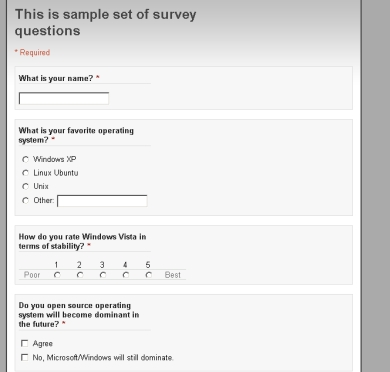 This is sample set of survey
questions
* Required
What is your name? *
What is your favorite operating
system? *
Windows XP
Linux Ubuntu
Unix
Other:
How do you rate Windows Vista in
terms of stability? *
1 2 3 4 5
Poor Best
Do you open source operating
system will become dominant in
the future? *
Agree
No, Microsoft/Windows will still dominate.